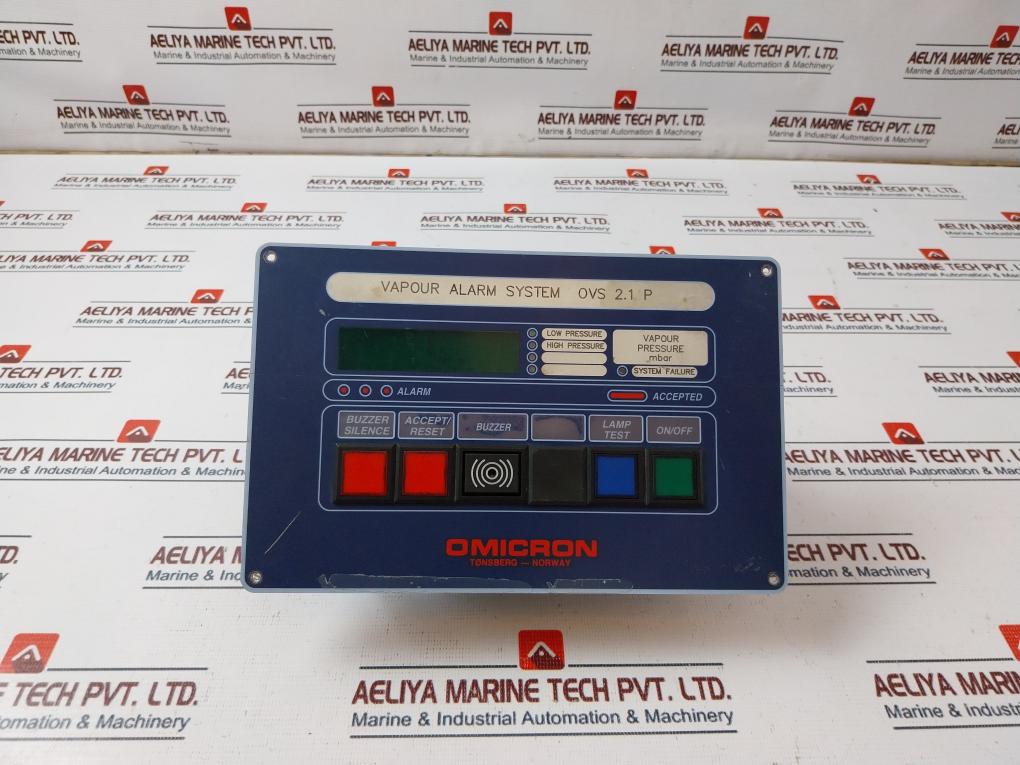 AELIYA MARINE TECH PVT. LTD.
Marine & Industrial Automation & Machinery
VAPOUR ALARM SYSTEM OVS 2.1 P
LOW PRESSURE
HIGH PRESSURE
VAPOUR
PRESSURE
mbar
SYSTEM FAILURE
ALARM
ACCEPTED
BUZZER
SILENCE
ACCEPT/
RESET
BUZZER
LAMP
TEST
ON/OFF
OMICRON
TØNSBERG — NORWAY
AELIYA MARINE TECH PVT. LTD.
Marine & Industrial Automation & Machinery